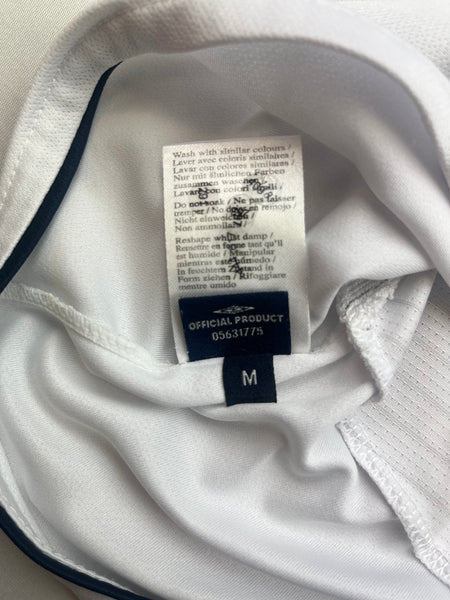 Wash with similar colours /
Laver avec coloris similaires /
Lavar con colores similares /
Nur mit ähnlichen Farben
zusammen waschen /
Lavare con colori simili /
Do not soak / Ne pas laisser
tremper / No dejar en remojo /
Nicht einweichen /
Non ammollare /
Reshape whilst damp /
Remettre en forme tant qu'il
est humide / Manipular
mientras esté húmedo /
In feuchtem Zustand in
Form ziehen / Rifoggiare
mentre umido
OFFICIAL PRODUCT
05631775
M